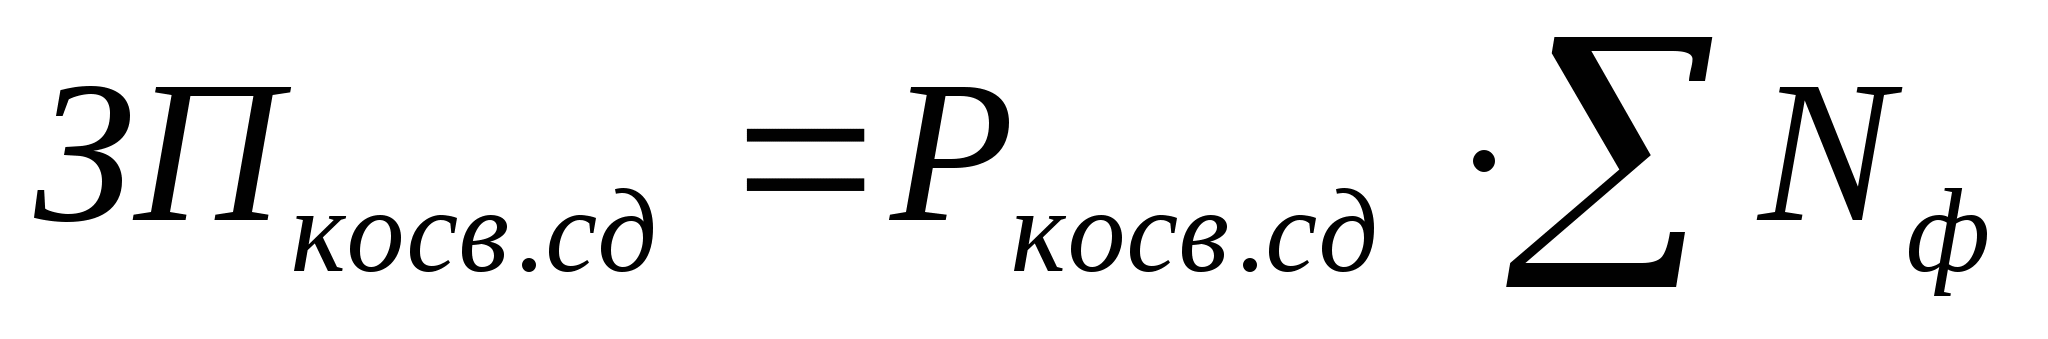 ЗП косв.сд = Р косв.сд · ∑ N ф